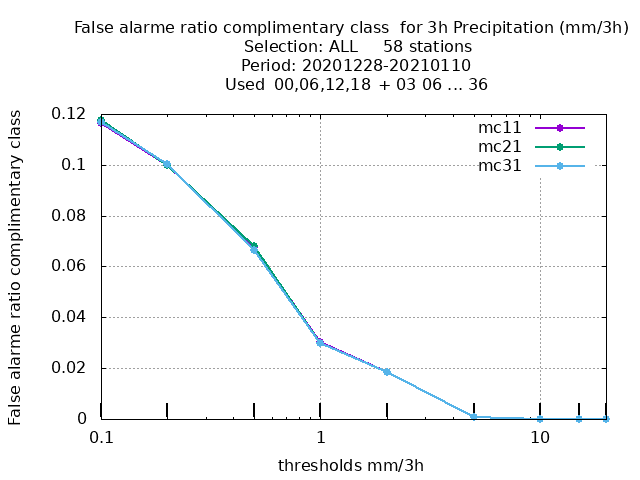 False alarme ratio complimentary class  for 3h Precipitation (mm/3h)
Selection: ALL     58 stations
Period: 20201228-20210110
Used  00,06,12,18 + 03 06 ... 36
False alarme ratio complimentary class
0.12
0.1
0.08
0.06
0.04
0.02
0
mc11
mc21
mc31
0.1
1
10
thresholds mm/3h